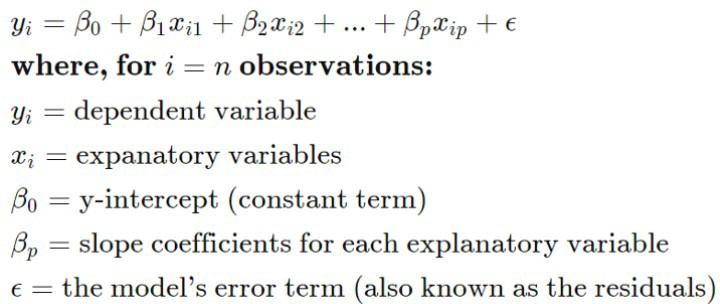 yᵢ = β₀ + β₁xᵢ₁ + β₂xᵢ₂ + ... + βₚxᵢₚ + ϵ
where, for i = n observations:
yᵢ = dependent variable
xᵢ = expanatory variables
β₀ = y-intercept (constant term)
βₚ = slope coefficients for each explanatory variable
ϵ = the model's error term (also known as the residuals)